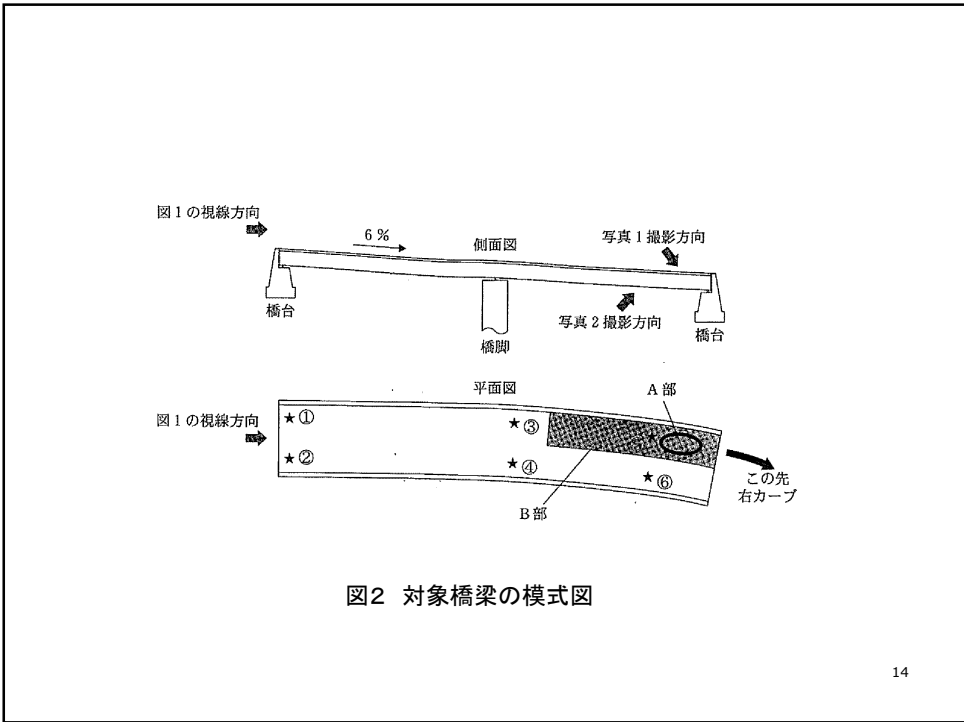 図1の視線方向
6%
側面図
写真1撮影方向
橋台
橋脚
写真2撮影方向
橋台
平面図
A部
図1の視線方向
★①
★③
★
★②
★④
★⑥
B部
この先
右カーブ
図2 対象橋梁の模式図
14